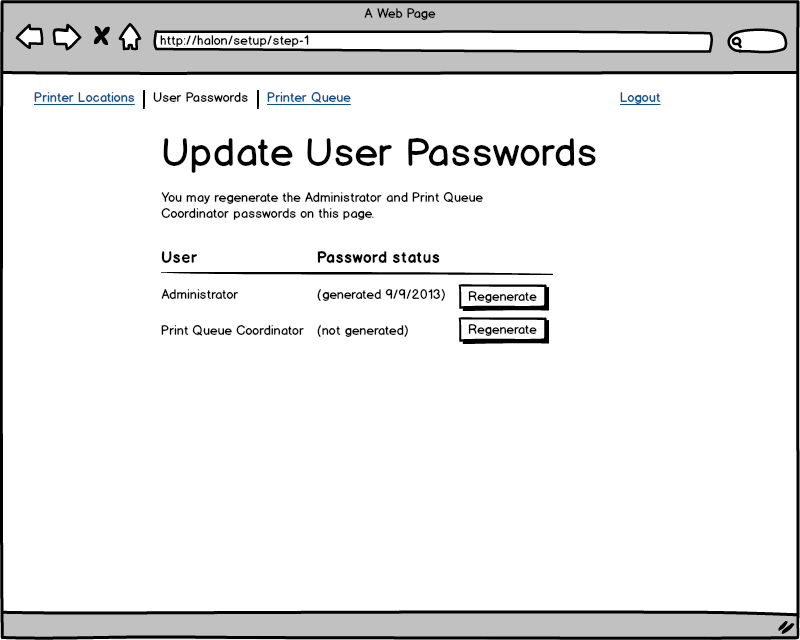 A Web Page
http://halon/setup/step-1
Printer Locations | User Passwords | Printer Queue Logout
Update User Passwords
You may regenerate the Administrator and Print Queue
Coordinator passwords on this page.
User Password status
Administrator (generated 9/9/2013) Regenerate
Print Queue Coordinator (not generated) Regenerate